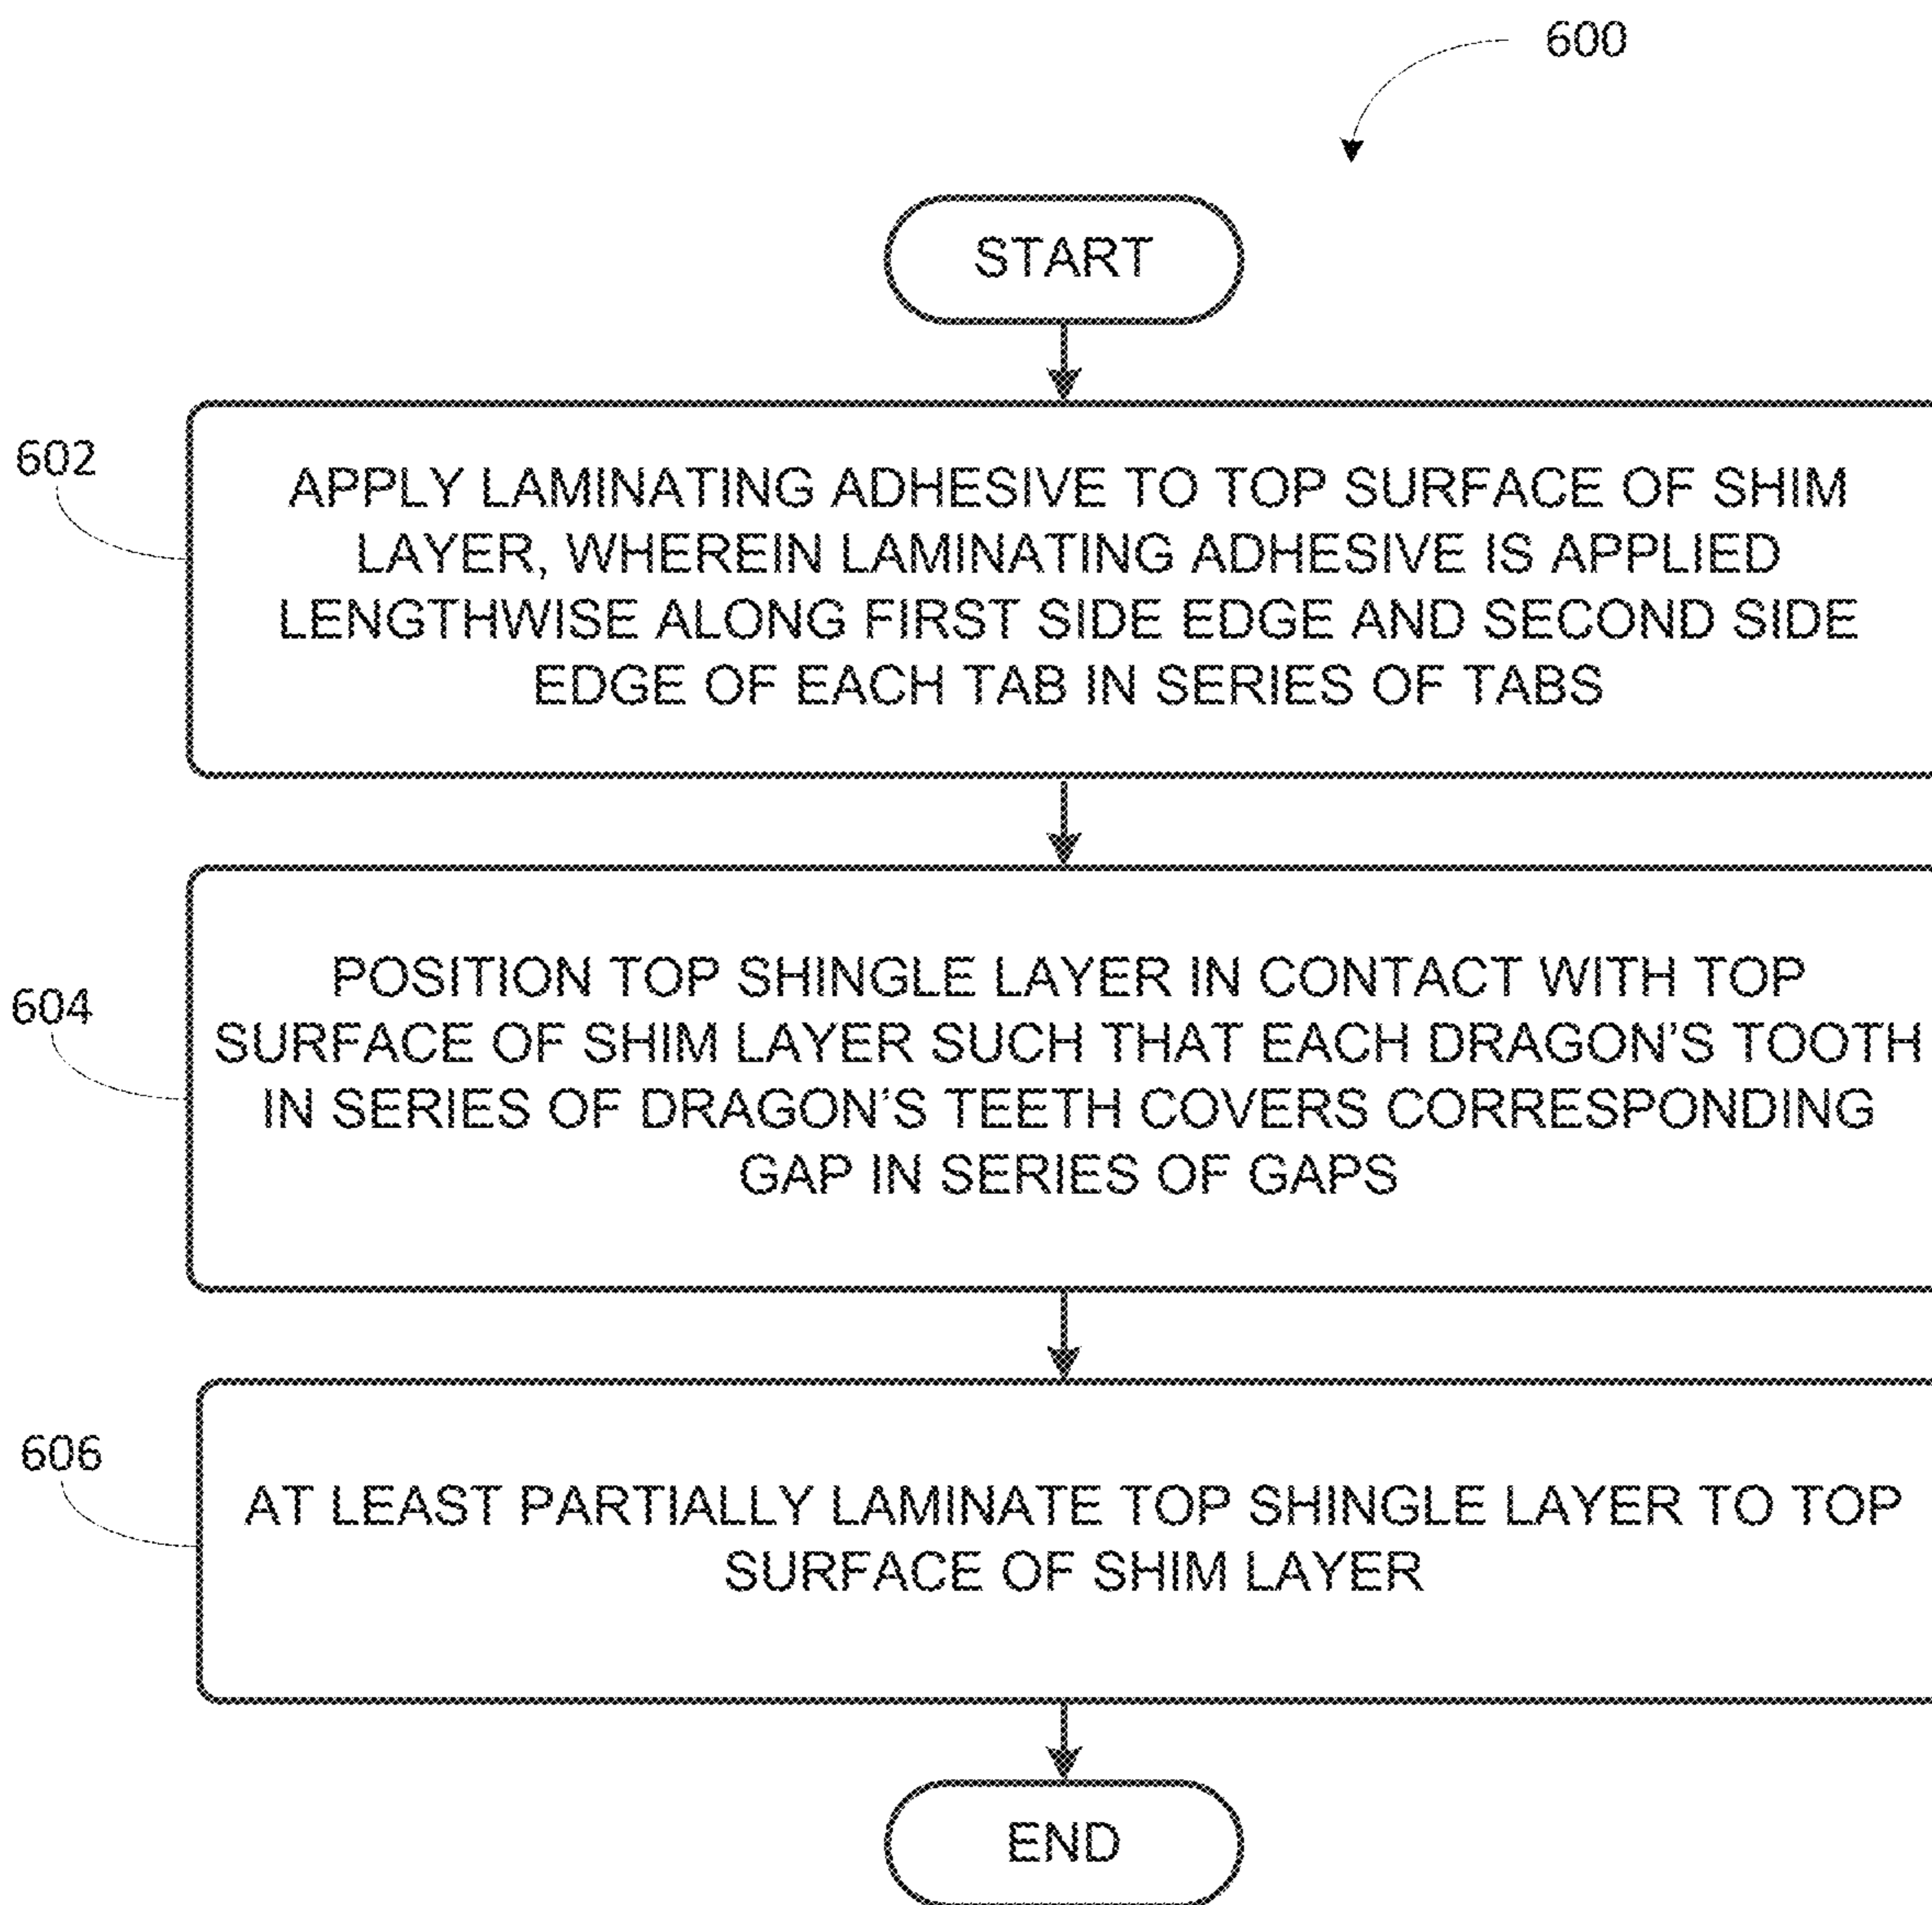 600
START
602
APPLY LAMINATING ADHESIVE TO TOP SURFACE OF SHIM
LAYER, WHEREIN LAMINATING ADHESIVE IS APPLIED
LENGTHWISE ALONG FIRST SIDE EDGE AND SECOND SIDE
EDGE OF EACH TAB IN SERIES OF TABS
604
POSITION TOP SHINGLE LAYER IN CONTACT WITH TOP
SURFACE OF SHIM LAYER SUCH THAT EACH DRAGON'S TOOTH
IN SERIES OF DRAGON'S TEETH COVERS CORRESPONDING
GAP IN SERIES OF GAPS
606
AT LEAST PARTIALLY LAMINATE TOP SHINGLE LAYER TO TOP
SURFACE OF SHIM LAYER
END